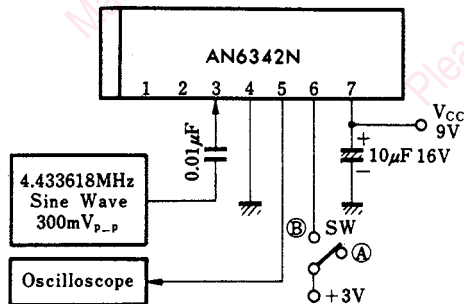 AN6342N
1 2 3 4 5 6 7
0.01μF
VCC
9V
+
10μF 16V
−
4.433618MHz
Sine Wave
300mVp-p
Ⓑ SW
Ⓐ
Oscilloscope
+3V
Plea